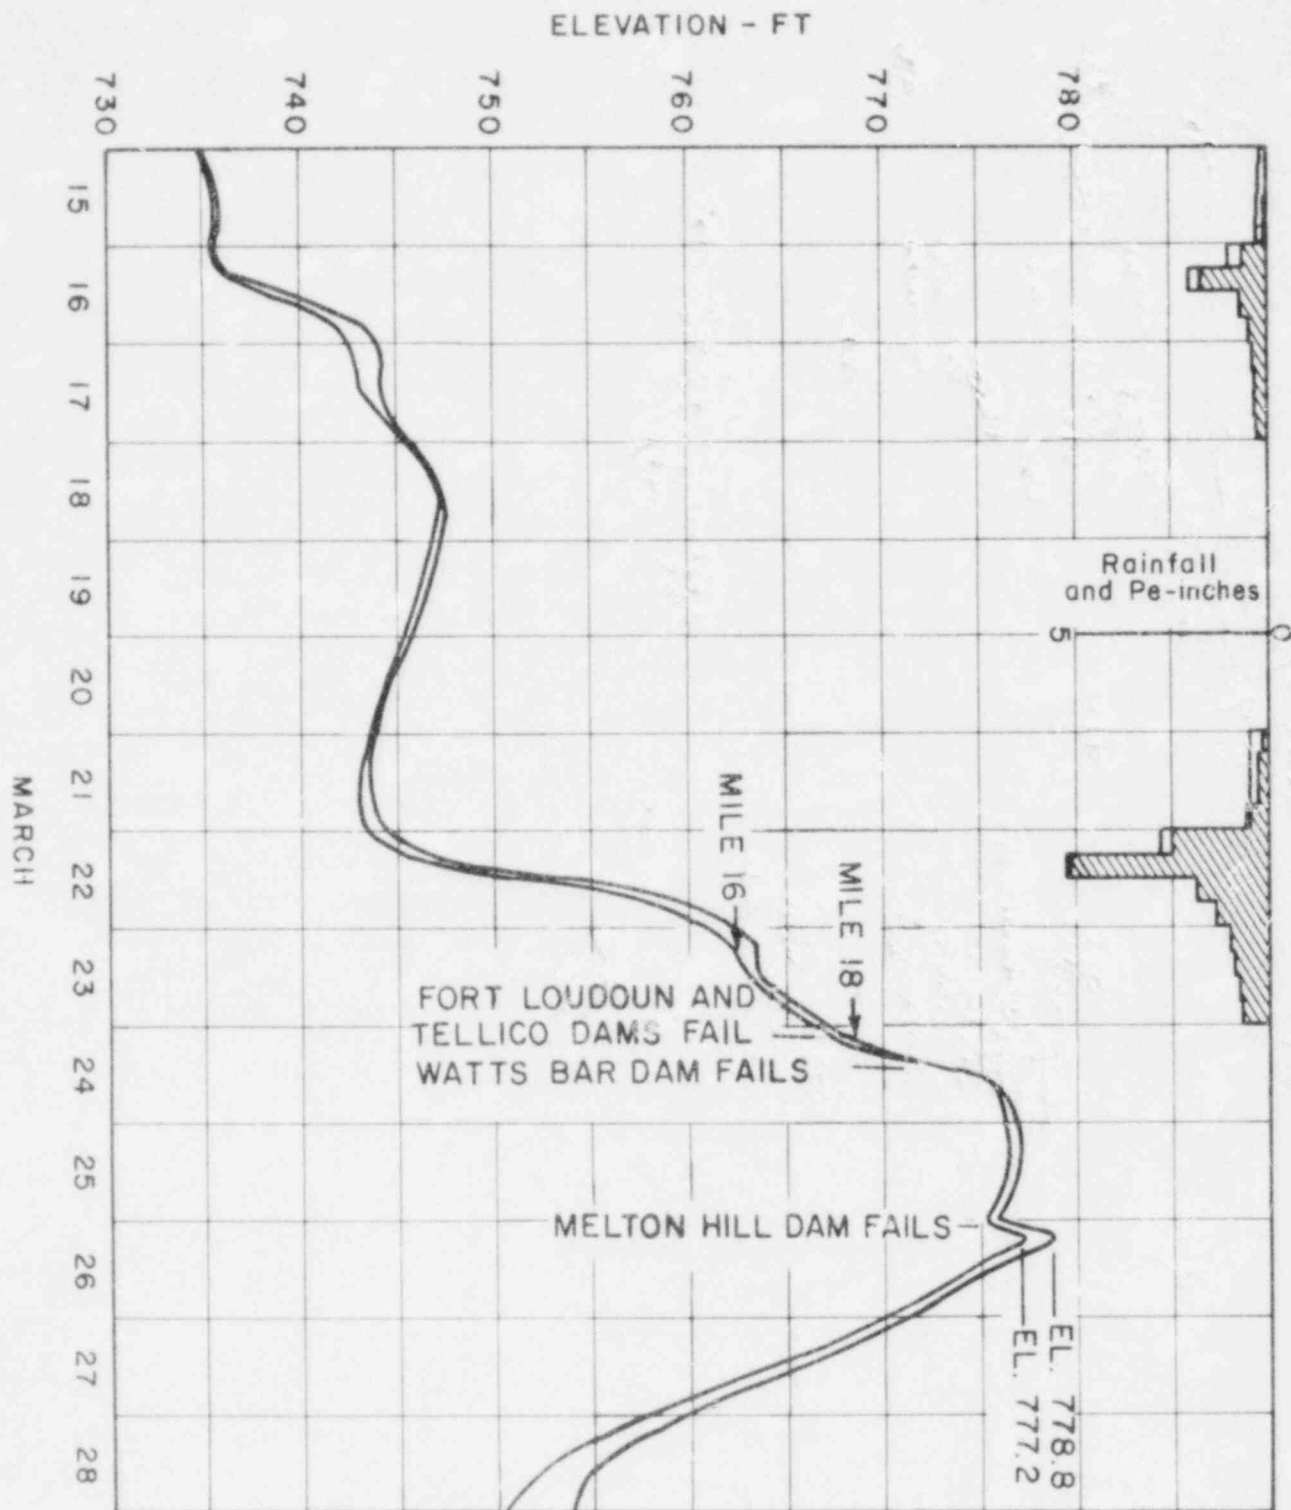 ELEVATION - FT
730
740
750
760
770
780
15
16
17
18
19
20
21
22
23
24
25
26
27
28
MARCH
Rainfall
and Pe-inches
5
0
MILE 16
MILE 18
FORT LOUDOUN AND
TELLICO DAMS FAIL
WATTS BAR DAM FAILS
MELTON HILL DAM FAILS
EL. 778.8
EL. 777.2